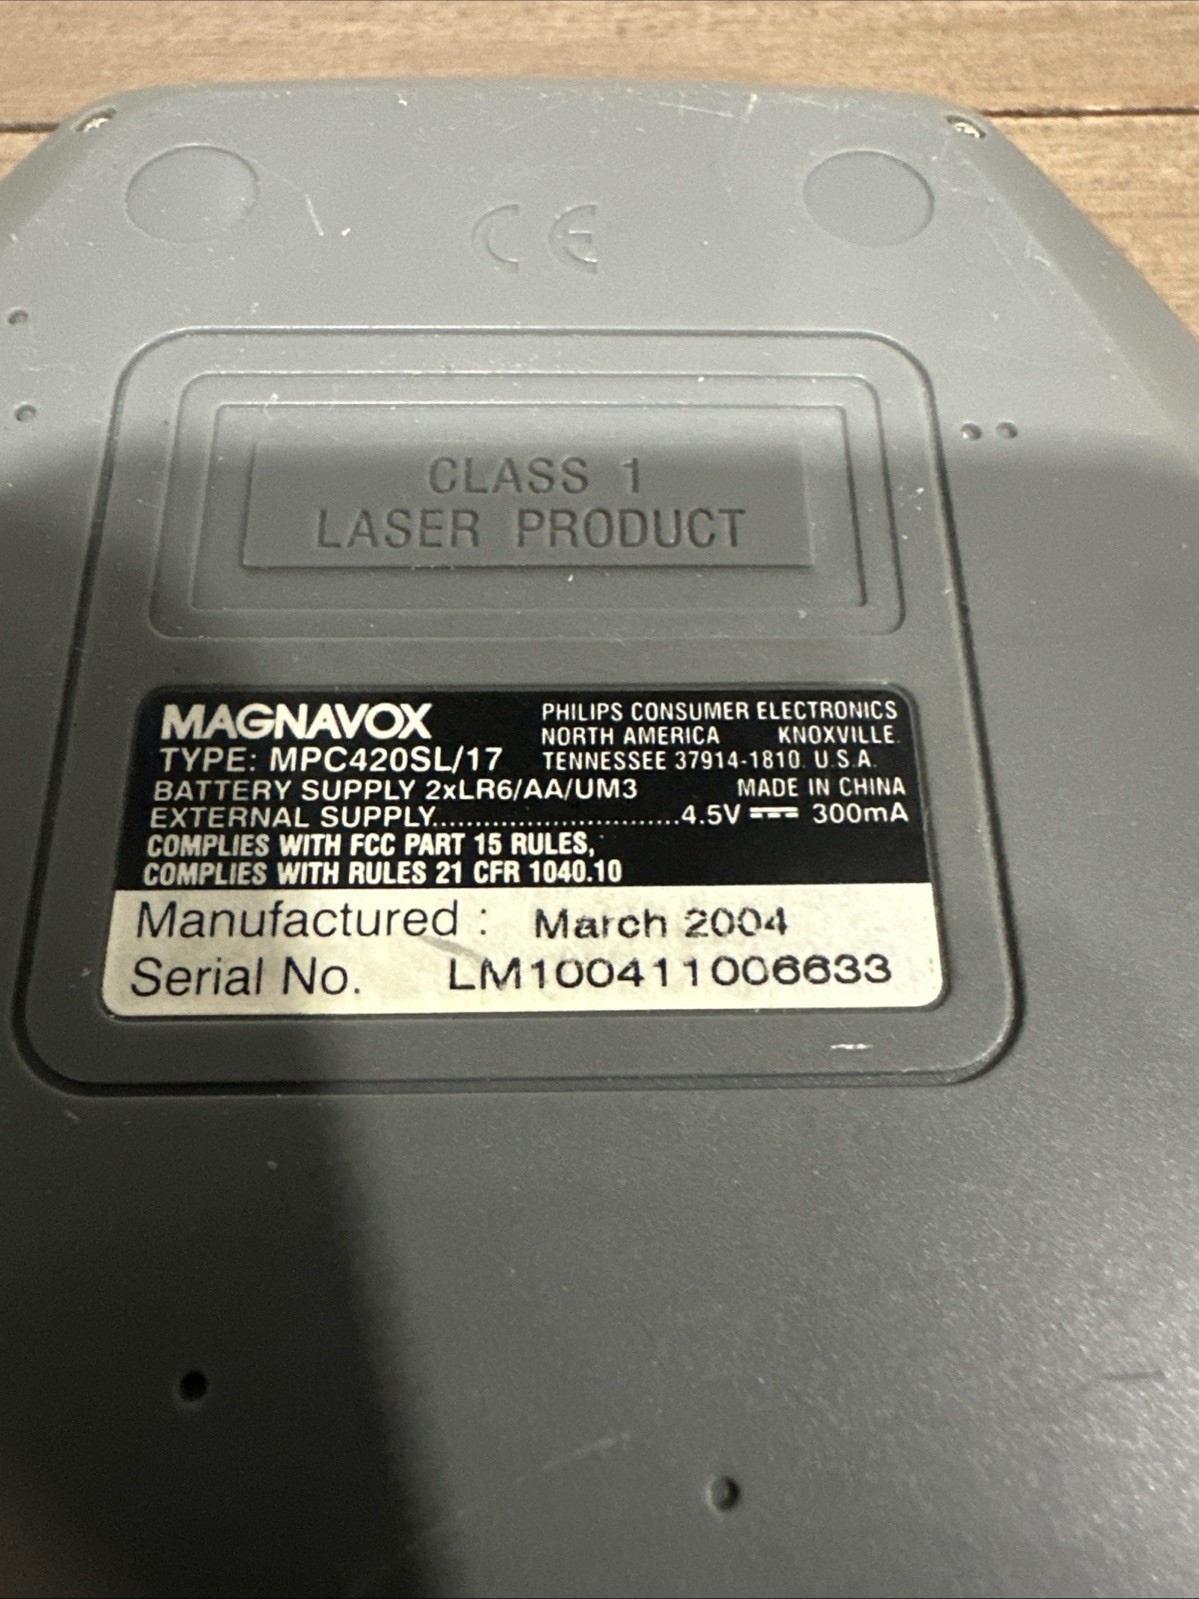 CE
CLASS 1
LASER PRODUCT
MAGNAVOX
TYPE: MPC420SL/17
PHILIPS CONSUMER ELECTRONICS
NORTH AMERICA KNOXVILLE.
TENNESSEE 37914-1810. U.S.A.
BATTERY SUPPLY 2xLR6/AA/UM3 MADE IN CHINA
EXTERNAL SUPPLY............................4.5V ⎓ 300mA
COMPLIES WITH FCC PART 15 RULES,
COMPLIES WITH RULES 21 CFR 1040.10
Manufactured : March 2004
Serial No. LM100411006633